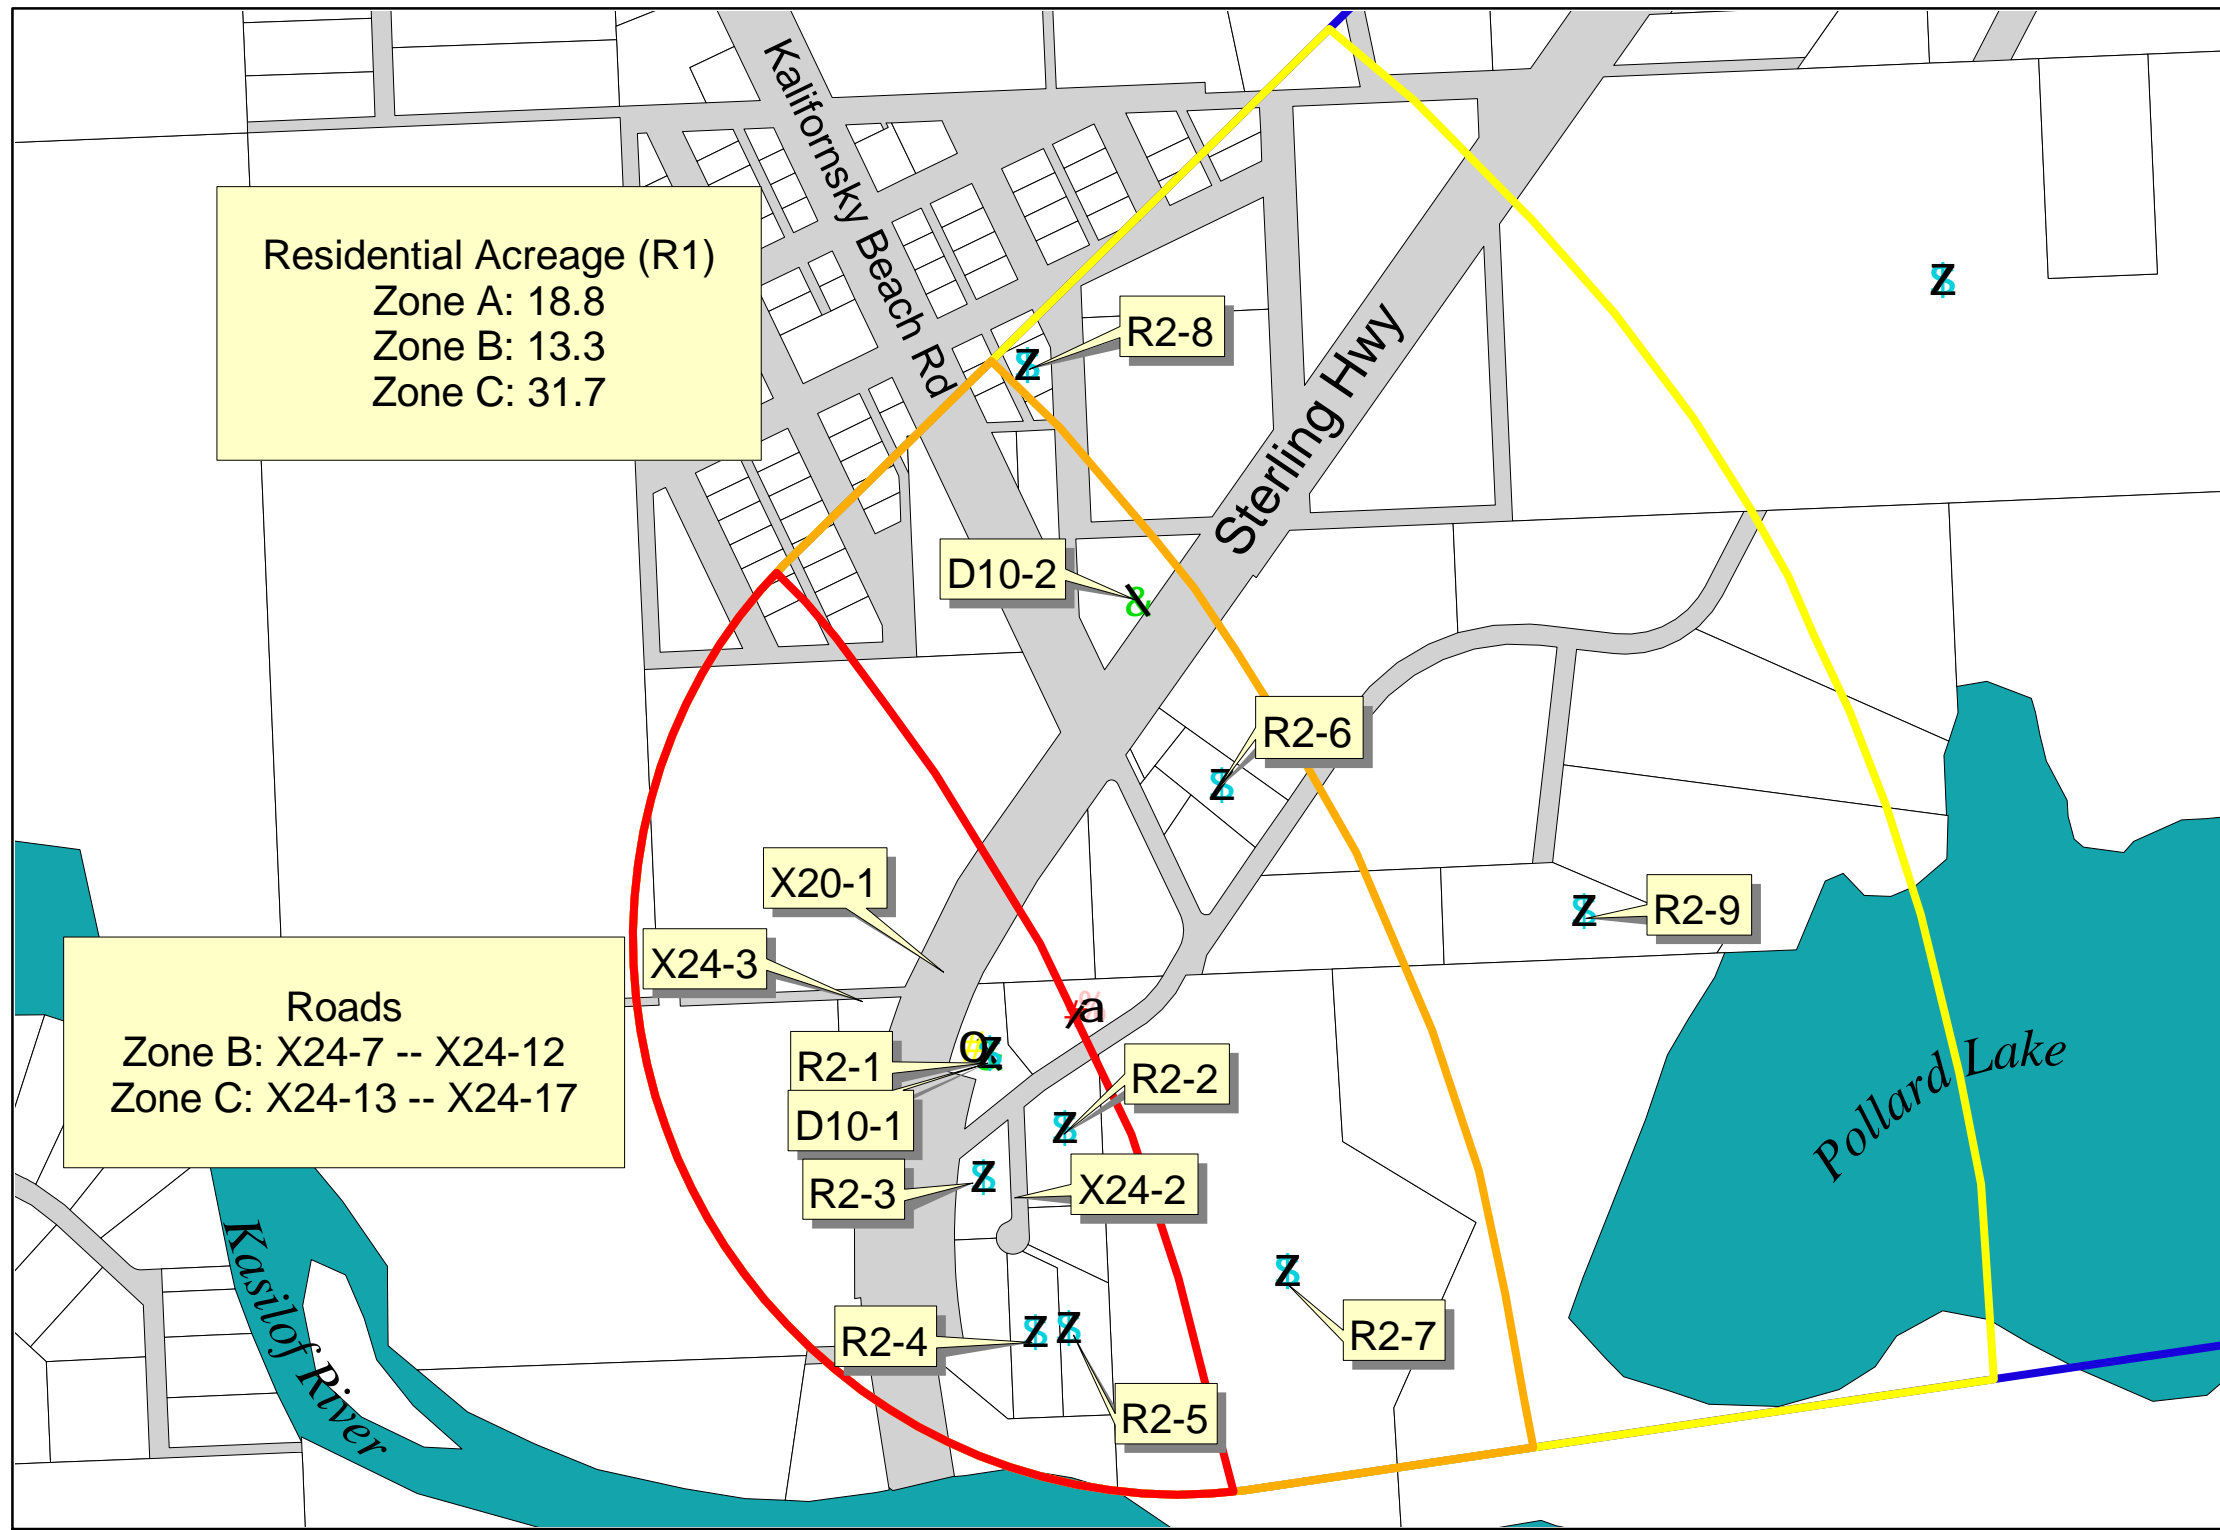 Kalifornsky Beach Rd
Residential Acreage (R1)
Zone A: 18.8
Zone B: 13.3
Zone C: 31.7
Z
$
R2-8
Z
$
Sterling Hwy
D10-2
&
\
R2-6
Z
$
X20-1
X24-3
R2-9
Z
$
Roads
Zone B: X24-7 -- X24-12
Zone C: X24-13 -- X24-17
%
a
R2-1
O
#
Z
$
D10-1
R2-2
Z
$
R2-3
Z
$
X24-2
Pollard Lake
Kasilof River
R2-4
Z
$
Z
$
R2-5
Z
$
R2-7